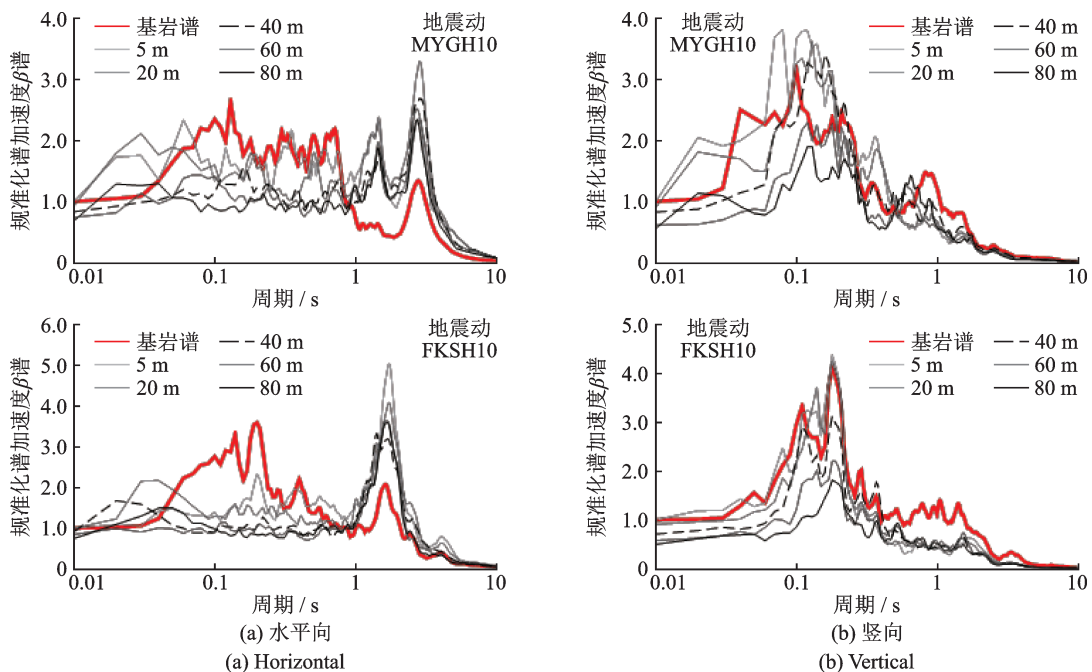 规准化谱加速度β谱
4.0
3.0
2.0
1.0
0
基岩谱
5 m
20 m
40 m
60 m
80 m
地震动
MYGH10
0.01
0.1
1
10
周期 / s
规准化谱加速度β谱
4.0
3.0
2.0
1.0
0
地震动
MYGH10
基岩谱
5 m
20 m
40 m
60 m
80 m
0.01
0.1
1
10
周期 / s
规准化谱加速度β谱
6.0
5.0
4.0
3.0
2.0
1.0
0
基岩谱
5 m
20 m
40 m
60 m
80 m
地震动
FKSH10
0.01
0.1
1
10
周期 / s
(a) 水平向
(a) Horizontal
规准化谱加速度β谱
5.0
4.0
3.0
2.0
1.0
0
地震动
FKSH10
基岩谱
5 m
20 m
40 m
60 m
80 m
0.01
0.1
1
10
周期 / s
(b) 竖向
(b) Vertical